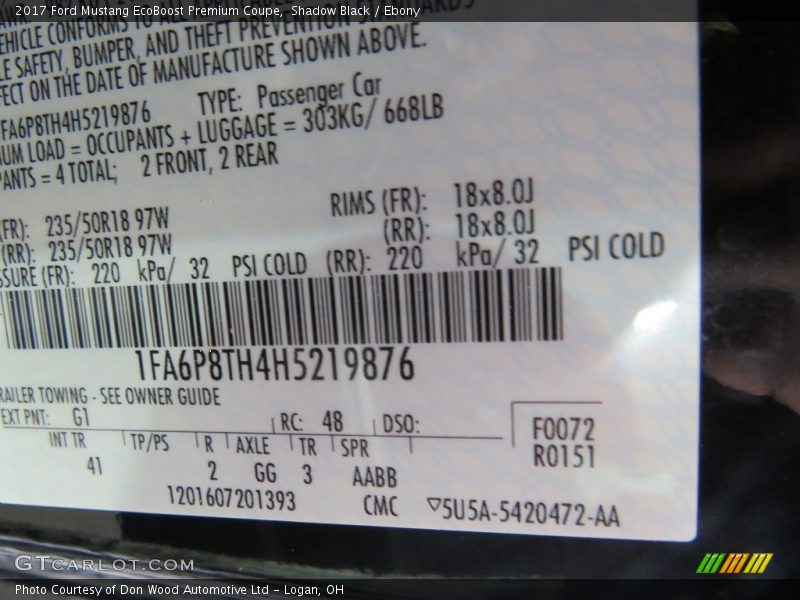 2017 Ford Mustang EcoBoost Premium Coupe, Shadow Black / Ebony
EHICLE CONFORMS TO ALL
LE SAFETY, BUMPER, AND THEFT PREVENTION STANDARDS
FECT ON THE DATE OF MANUFACTURE SHOWN ABOVE.
FA6P8TH4H5219876 TYPE: Passenger Car
UM LOAD = OCCUPANTS + LUGGAGE = 303KG/ 668LB
PANTS = 4 TOTAL; 2 FRONT, 2 REAR
(FR): 235/50R18 97W RIMS (FR): 18x8.0J
(RR): 235/50R18 97W (RR): 18x8.0J
SSURE (FR): 220 kPa/ 32 PSI COLD (RR): 220 kPa/ 32 PSI COLD
1FA6P8TH4H5219876
RAILER TOWING - SEE OWNER GUIDE
EXT PNT: G1 RC: 48 DSO: F0072
INT TR TP/PS R AXLE TR SPR R0151
41 2 GG 3 AABB
1201607201393 CMC ▽5U5A-5420472-AA
GTCARLOT.COM
Photo Courtesy of Don Wood Automotive Ltd - Logan, OH